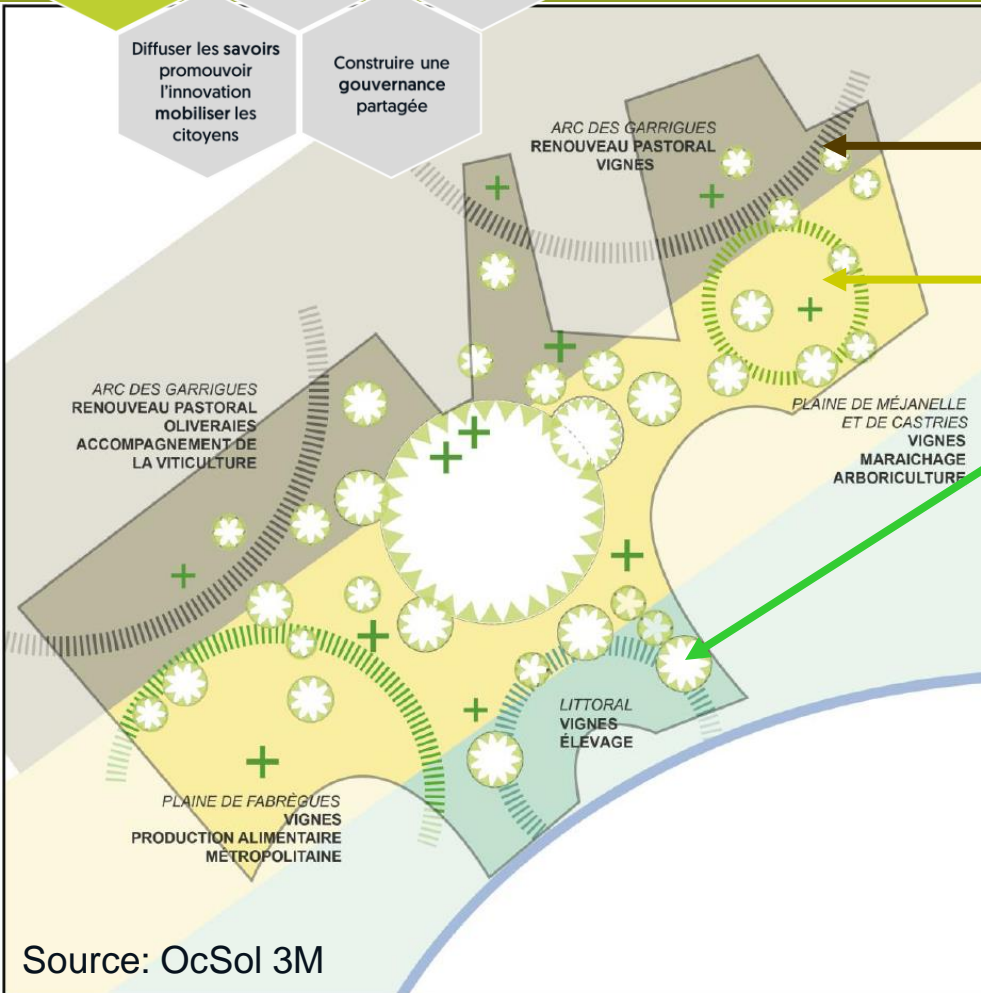 Diffuser les savoirs
promouvoir
l'innovation
mobiliser les
citoyens
Construire une
gouvernance
partagée
ARC DES GARRIGUES
RENOUVEAU PASTORAL
VIGNES
ARC DES GARRIGUES
RENOUVEAU PASTORAL
OLIVERAIES
ACCOMPAGNEMENT DE
LA VITICULTURE
PLAINE DE MÉJANELLE
ET DE CASTRIES
VIGNES
MARAICHAGE
ARBORICULTURE
LITTORAL
VIGNES
ÉLEVAGE
PLAINE DE FABRÈGUES
VIGNES
PRODUCTION ALIMENTAIRE
MÉTROPOLITAINE
Source: OcSol 3M